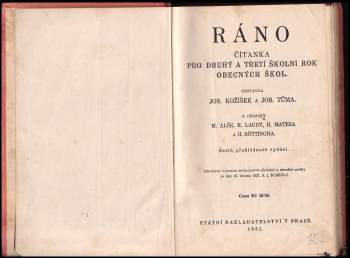 RÁNO
ČÍTANKA
PRO DRUHÝ A TŘETÍ ŠKOLNÍ ROK
OBECNÝCH ŠKOL.
SESTAVILI
JOS. KOŽÍŠEK A JOS. TŮMA.
S OBRÁZKY
M. ALŠE, E. LAUDY, R. MATESA
A H. BÖTTINGRA.
Šesté, přehlédnuté vydání.
Cena Kč
STÁTNÍ NAKLADATELSTVÍ V PRAZE.
1931.